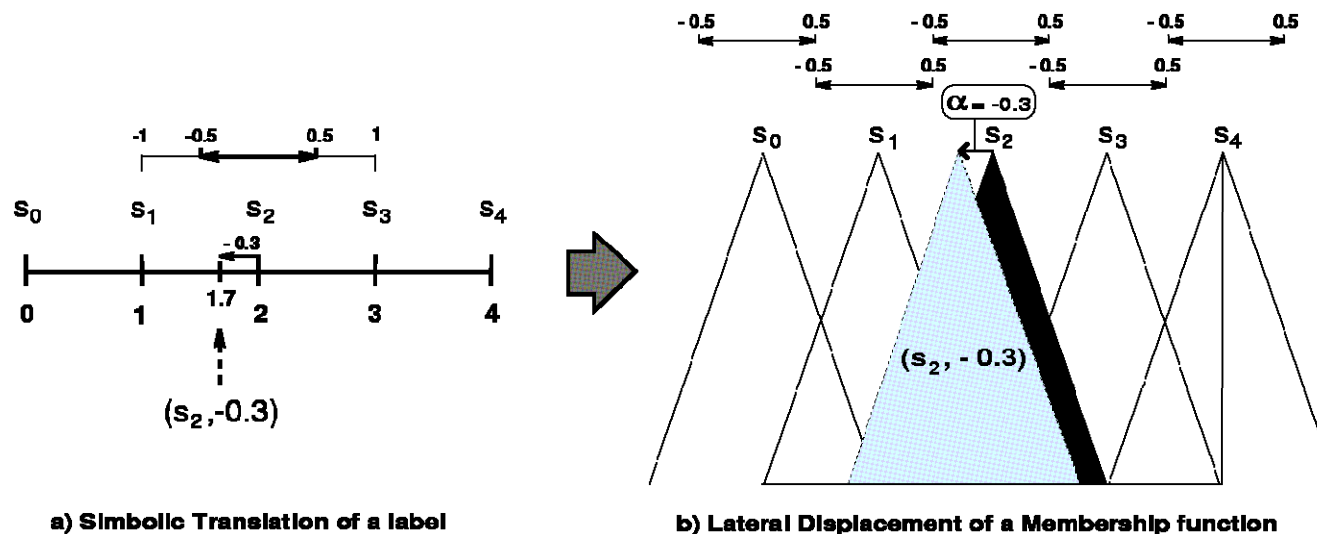 -1 -0.5 0.5 1
S0 S1 S2 S3 S4
- 0.3
1.7
0 1 2 3 4
(s2,-0.3)
a) Simbolic Translation of a label
- 0.5 0.5 - 0.5 0.5 - 0.5 0.5
- 0.5 0.5 - 0.5 0.5
α = -0.3
S0 S1 S2 S3 S4
(s2, - 0.3)
b) Lateral Displacement of a Membership function